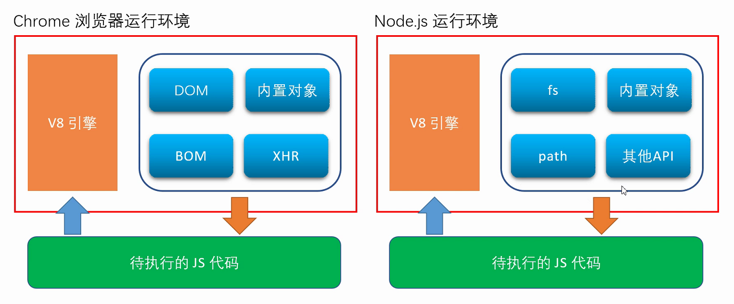 Chrome 浏览器运行环境
V8 引擎
DOM
内置对象
BOM
XHR
待执行的 JS 代码
Node.js 运行环境
V8 引擎
fs
内置对象
path
其他API
待执行的 JS 代码